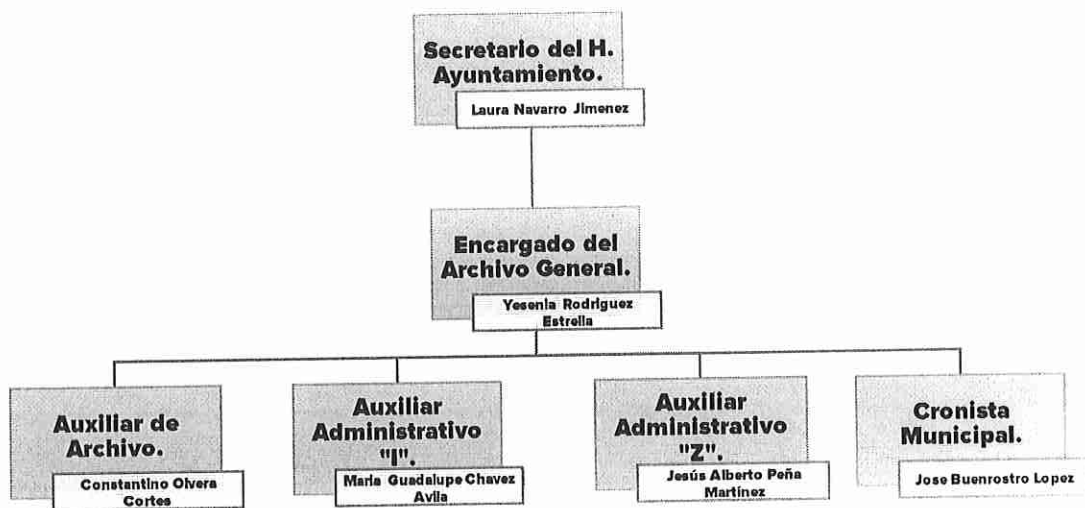 Secretario del H.
Ayuntamiento.
Laura Navarro Jimenez
Encargado del
Archivo General.
Yesenia Rodriguez
Estrella
Auxiliar de
Archivo.
Constantino Olvera
Cortes
Auxiliar
Administrativo
"I".
Maria Guadalupe Chavez
Avila
Auxiliar
Administrativo
"Z".
Jesús Alberto Peña
Martínez
Cronista
Municipal.
Jose Buenrostro Lopez